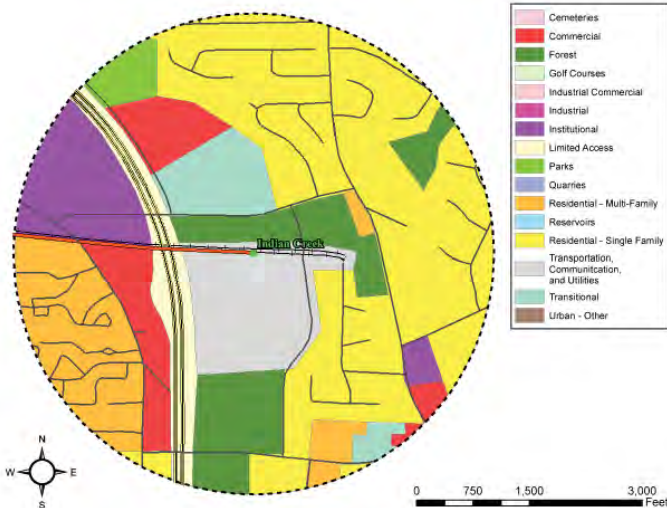 Indian Creek
Cemeteries
Commercial
Forest
Golf Courses
Industrial Commercial
Industrial
Institutional
Limited Access
Parks
Quarries
Residential - Multi-Family
Reservoirs
Residential - Single Family
Transportation,
Communitcation,
and Utilities
Transitional
Urban - Other
N
W E
S
0 750 1,500 3,000
Feet